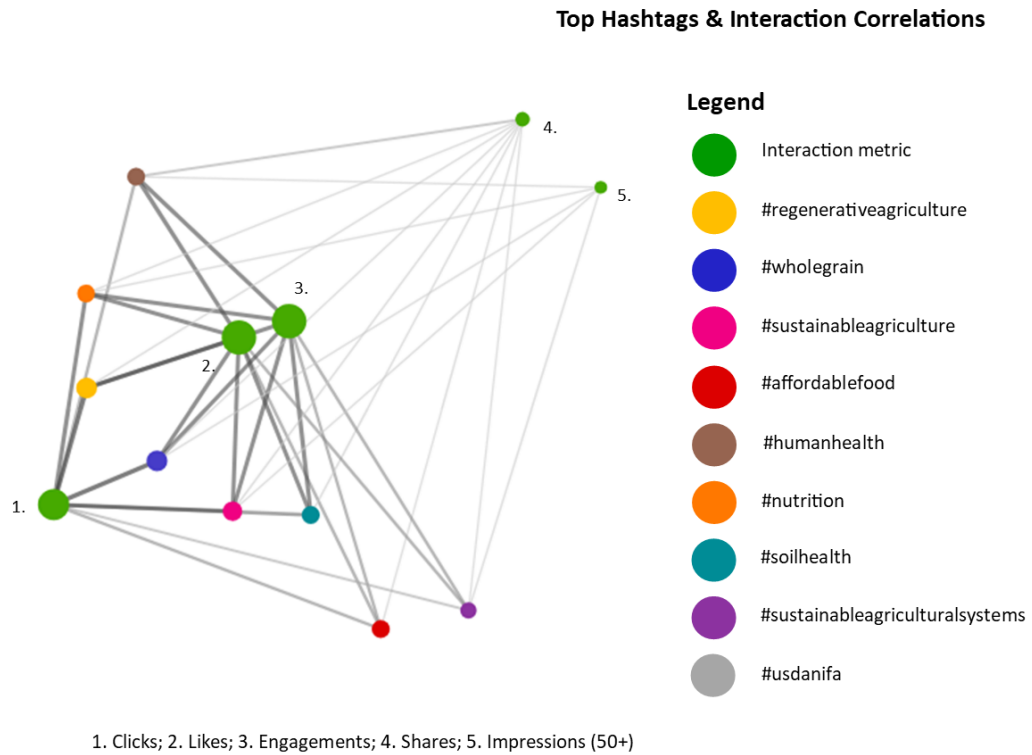 Top Hashtags & Interaction Correlations
Legend
Interaction metric
#regenerativeagriculture
#wholegrain
#sustainableagriculture
#affordablefood
#humanhealth
#nutrition
#soilhealth
#sustainableagriculturalsystems
#usdanifa
4.
5.
3.
2.
1.
1. Clicks; 2. Likes; 3. Engagements; 4. Shares; 5. Impressions (50+)